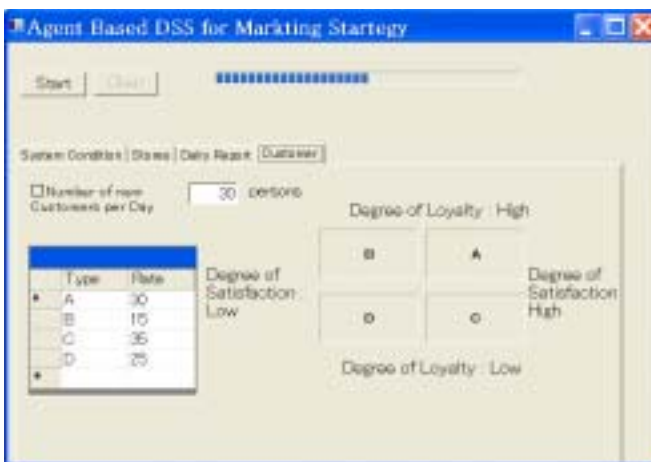 Agent Based DSS for Markting Startegy
Start Clear
System Condition Stores Dairy Report Customer
Number of new Customers per Day 30 persons
Degree of Loyalty : High
Type Rate
A 30
B 15
C 35
D 25
Degree of Satisfaction : Low
B A
D C
Degree of Satisfaction High
Degree of Loyalty : Low